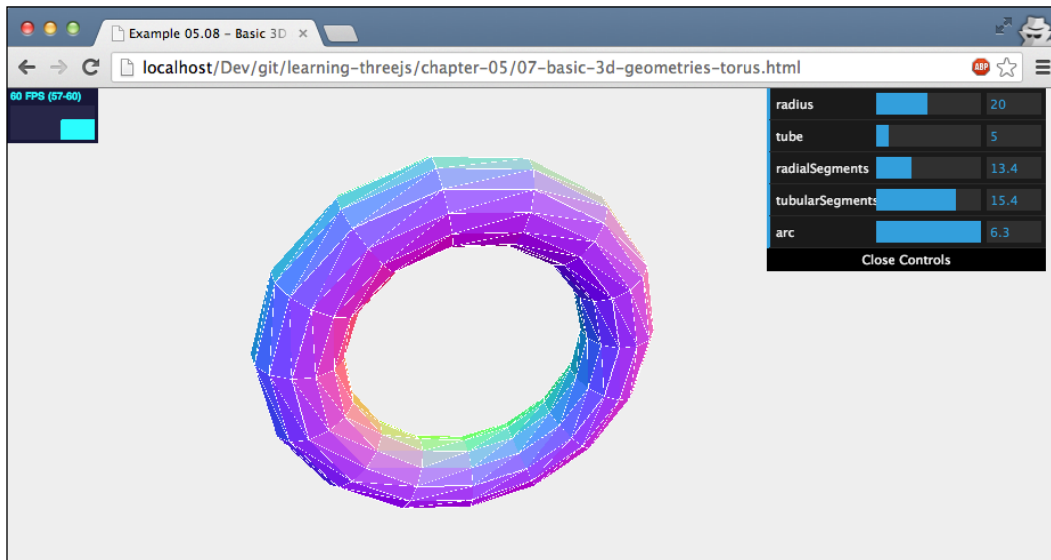 Example 05.08 - Basic 3D
localhost/Dev/git/learning-threejs/chapter-05/07-basic-3d-geometries-torus.html
ABP
60 FPS (57-60)
radius 20
tube 5
radialSegments 13.4
tubularSegments 15.4
arc 6.3
Close Controls